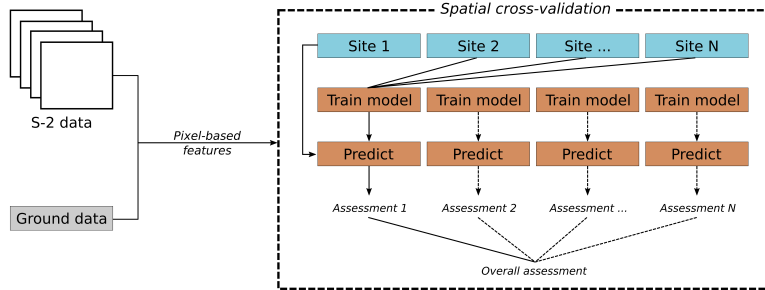 Spatial cross-validation
Site 1
Site 2
Site ...
Site N
Train model
Train model
Train model
Train model
S-2 data
Pixel-based
features
Predict
Predict
Predict
Predict
Ground data
Assessment 1
Assessment 2
Assessment ...
Assessment N
Overall assessment